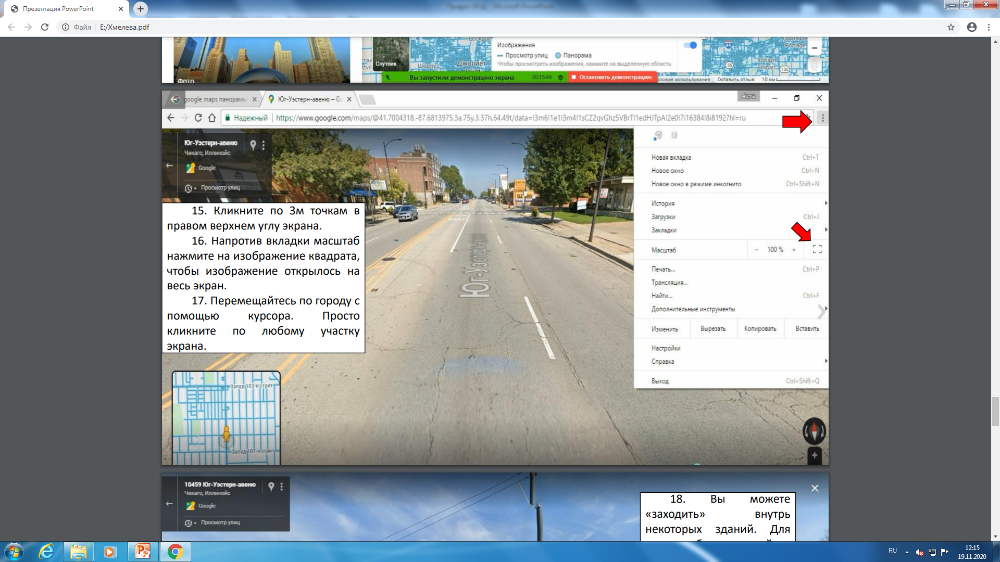 Презентация PowerPoint
Файл
E:/Хмелева.pdf
Фото
Спутник
Шорвуд
Джолиет
Изображения
Просмотр улиц
Панорама
Чтобы просмотреть изображения, нажмите на выделенную область
94
55
130
Portage
Хобарт
Hobart
Вы запустили демонстрацию экрана
00:15:49
Остановить демонстрацию
Оставить отзыв
10 км
google maps панорамы
Юг-Уэстерн-авеню – Go
Alena
Надежный
https://www.google.com/maps/@41.7004318,-87.6813975,3a,75y,3.37h,64.49t/data=!3m6!1e1!3m4!1sCZ2qvGhz5VBrTl1edHJTpA!2e0!7i16384!8i8192?hl=ru
Юг-Уэстерн-авеню
Чикаго, Иллинойс
Google
Просмотр улиц
15. Кликните по 3м точкам в
правом верхнем углу экрана.
16. Напротив вкладки масштаб
нажмите на изображение квадрата,
чтобы изображение открылось на
весь экран.
17. Перемещайтесь по городу с
помощью курсора. Просто
кликните по любому участку
экрана.
ONLY
Юг-Уэстерн-
Запад 103-я стрит
Запад 107-я стрит
Новая вкладка Ctrl+T
Новое окно Ctrl+N
Новое окно в режиме инкогнито Ctrl+Shift+N
История
Загрузки Ctrl+J
Закладки
Масштаб - 100 % +
Печать... Ctrl+P
Трансляция...
Найти... Ctrl+F
Дополнительные инструменты
Изменить Вырезать Копировать Вставить
Настройки
Справка
Выход Ctrl+Shift+Q
+
10459 Юг-Уэстерн-авеню
Чикаго, Иллинойс
Google
Просмотр улиц
18. Вы можете
«заходить» внутрь
некоторых зданий. Для
RU
12:15
19.11.2020